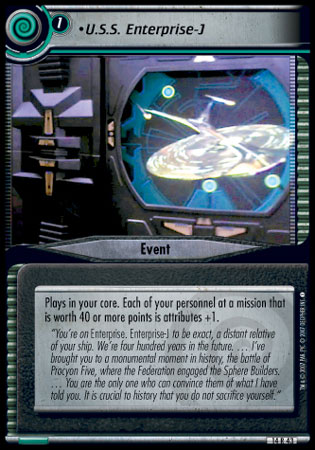 1
•U.S.S. Enterprise-J
Event
Plays in your core. Each of your personnel at a mission that
is worth 40 or more points is attributes +1.
"You're on Enterprise. Enterprise-J to be exact, a distant relative
of your ship. We're four hundred years in the future. … I've
brought you to a monumental moment in history, the battle of
Procyon Five, where the Federation engaged the Sphere Builders.
… You are the only one who can convince them of what I have
told you. It is crucial to history that you do not sacrifice yourself."
14 R 43